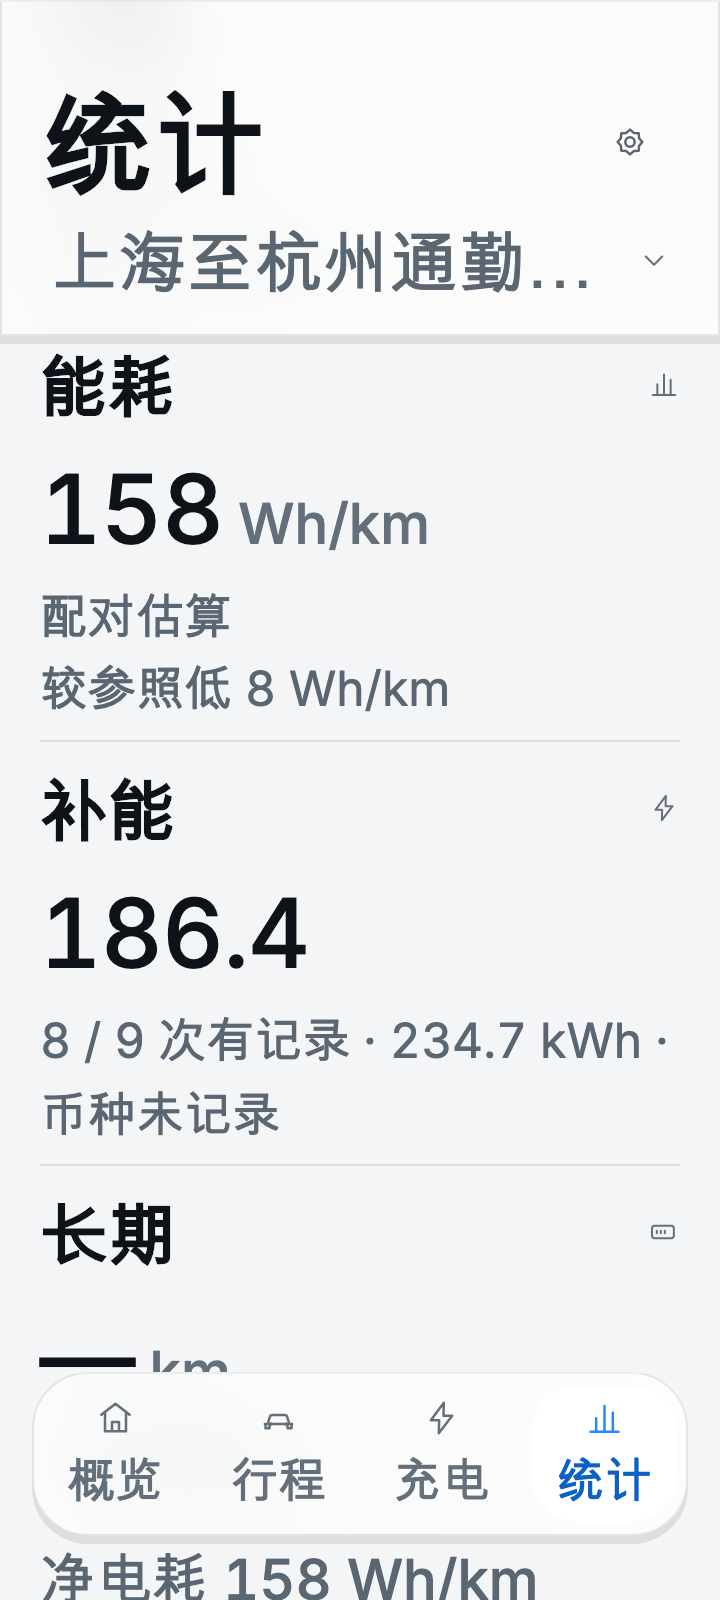 统计
上海至杭州通勤...
能耗
158 Wh/km
配对估算
较参照低 8 Wh/km
补能
186.4
8 / 9 次有记录 · 234.7 kWh ·
币种未记录
长期
— km
概览
行程
充电
统计
净电耗 158 Wh/km